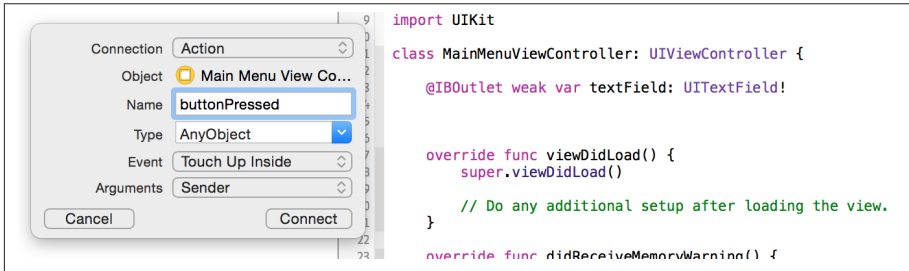 Connection Action
Object Main Menu View Co...
Name buttonPressed
Type AnyObject
Event Touch Up Inside
Arguments Sender
Cancel Connect
9 import UIKit
class MainMenuViewController: UIViewController {
@IBOutlet weak var textField: UITextField!
override func viewDidLoad() {
super.viewDidLoad()
// Do any additional setup after loading the view.
}
22
23 override func didReceiveMemoryWarning() {